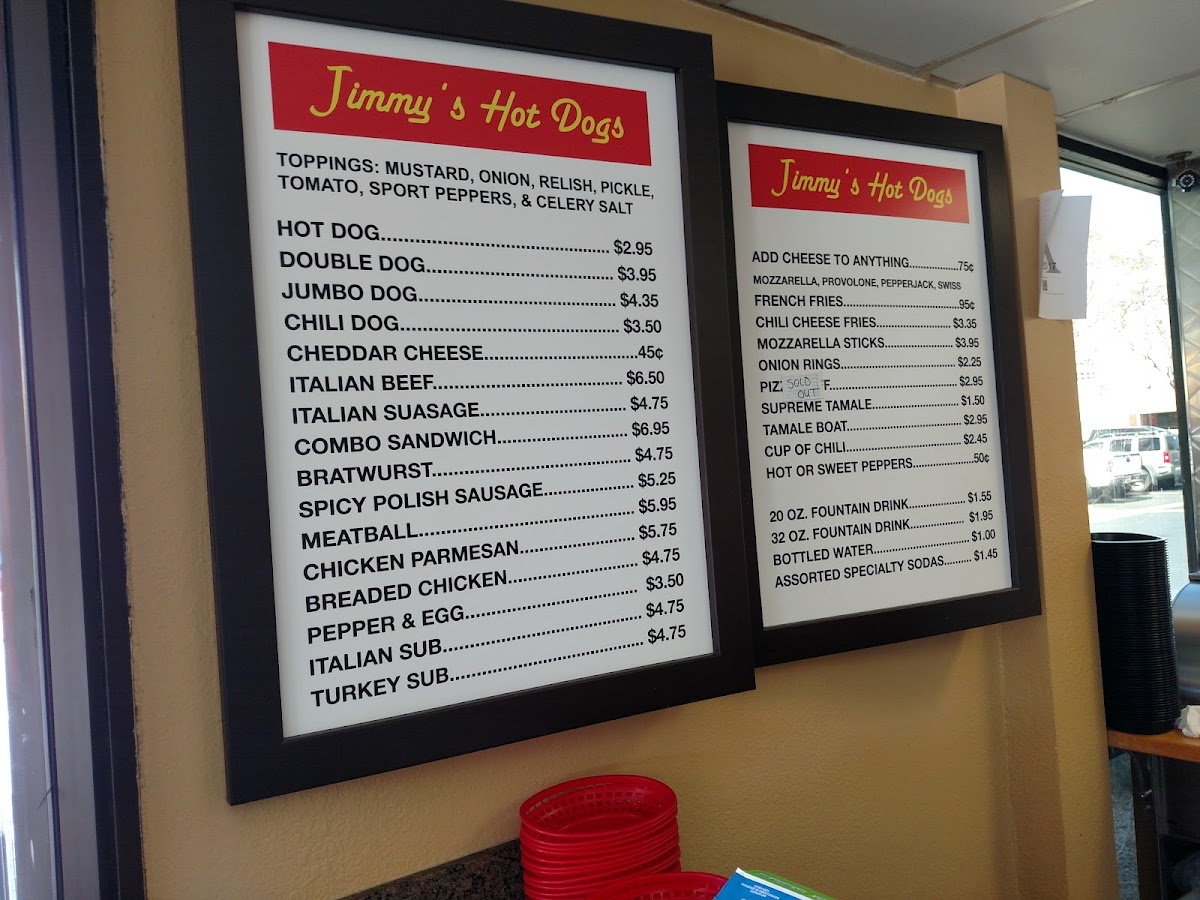 Jimmy's Hot Dogs
TOPPINGS: MUSTARD, ONION, RELISH, PICKLE,
TOMATO, SPORT PEPPERS, & CELERY SALT
HOT DOG........................................ $2.95
DOUBLE DOG................................ $3.95
JUMBO DOG.................................. $4.35
CHILI DOG...................................... $3.50
CHEDDAR CHEESE..........................45¢
ITALIAN BEEF................................ $6.50
ITALIAN SUASAGE......................... $4.75
COMBO SANDWICH...................... $6.95
BRATWURST.................................. $4.75
SPICY POLISH SAUSAGE............... $5.25
MEATBALL..................................... $5.95
CHICKEN PARMESAN.................... $5.75
BREADED CHICKEN...................... $4.75
PEPPER & EGG.............................. $3.50
ITALIAN SUB.................................. $4.75
TURKEY SUB................................. $4.75
Jimmy's Hot Dogs
ADD CHEESE TO ANYTHING.................75¢
MOZZARELLA, PROVOLONE, PEPPERJACK, SWISS
FRENCH FRIES.......................................95¢
CHILI CHEESE FRIES......................... $3.35
MOZZARELLA STICKS....................... $3.95
ONION RINGS...................................... $2.25
PIZ SOLD OUT F........................................ $2.95
SUPREME TAMALE............................. $1.50
TAMALE BOAT..................................... $2.95
CUP OF CHILI...................................... $2.45
HOT OR SWEET PEPPERS....................50¢
20 OZ. FOUNTAIN DRINK................... $1.55
32 OZ. FOUNTAIN DRINK.................. $1.95
BOTTLED WATER................................ $1.00
ASSORTED SPECIALTY SODAS.......... $1.45